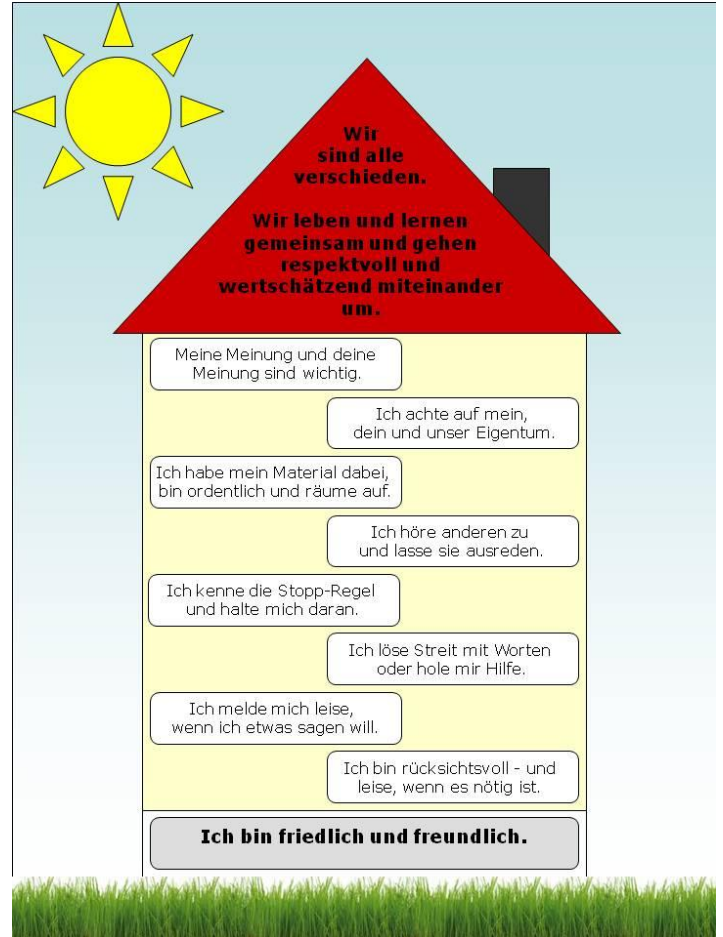 Wir
sind alle
verschieden.
Wir leben und lernen
gemeinsam und gehen
respektvoll und
wertschätzend miteinander
um.
Meine Meinung und deine
Meinung sind wichtig.
Ich achte auf mein,
dein und unser Eigentum.
Ich habe mein Material dabei,
bin ordentlich und räume auf.
Ich höre anderen zu
und lasse sie ausreden.
Ich kenne die Stopp-Regel
und halte mich daran.
Ich löse Streit mit Worten
oder hole mir Hilfe.
Ich melde mich leise,
wenn ich etwas sagen will.
Ich bin rücksichtsvoll - und
leise, wenn es nötig ist.
Ich bin friedlich und freundlich.